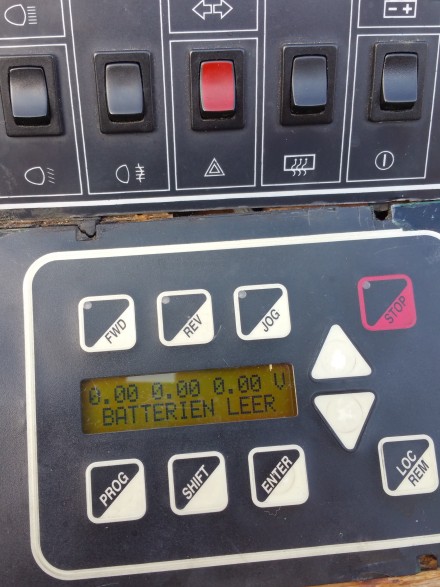 FWD
REV
JOG
STOP
0.00 0.00 0.00 V
BATTERIEN LEER
PROG
SHIFT
ENTER
LOC
REM